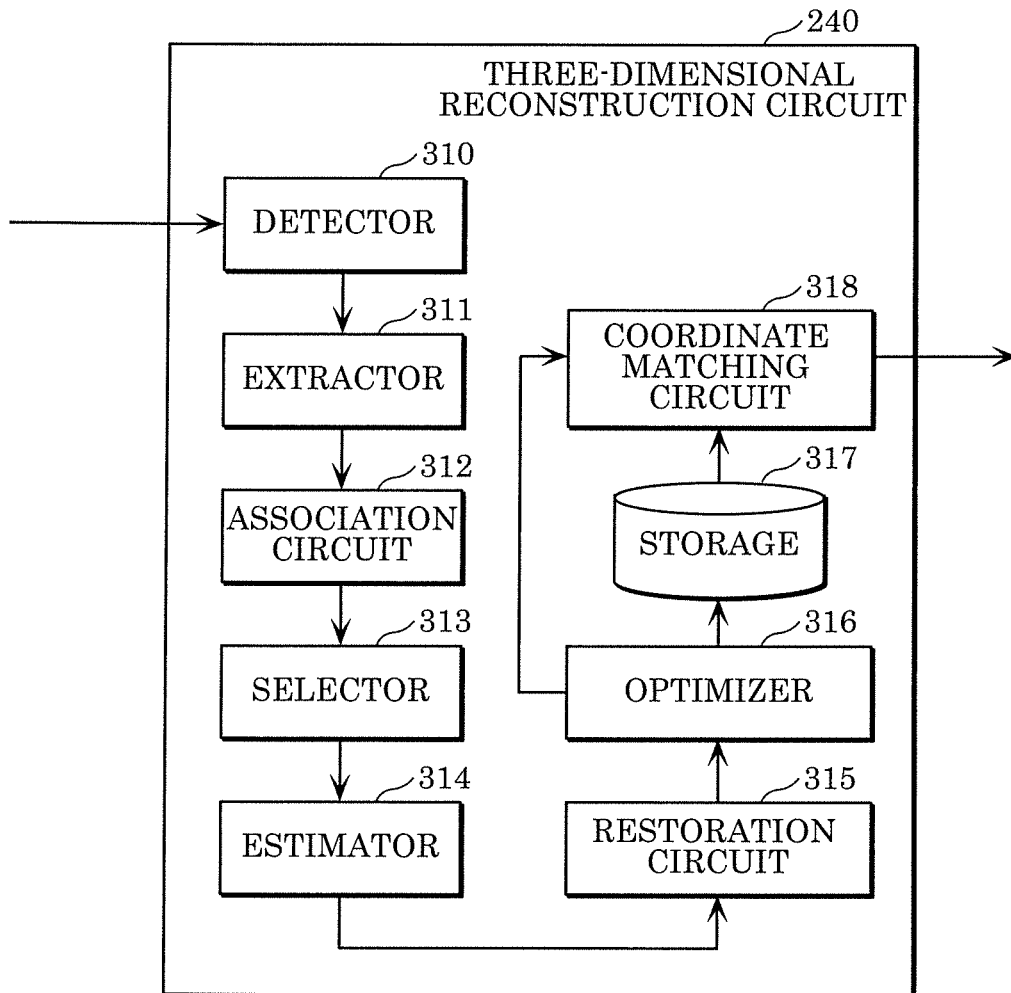 240
THREE-DIMENSIONAL
RECONSTRUCTION CIRCUIT
310
DETECTOR
311
EXTRACTOR
312
ASSOCIATION
CIRCUIT
313
SELECTOR
314
ESTIMATOR
318
COORDINATE
MATCHING
CIRCUIT
317
STORAGE
316
OPTIMIZER
315
RESTORATION
CIRCUIT